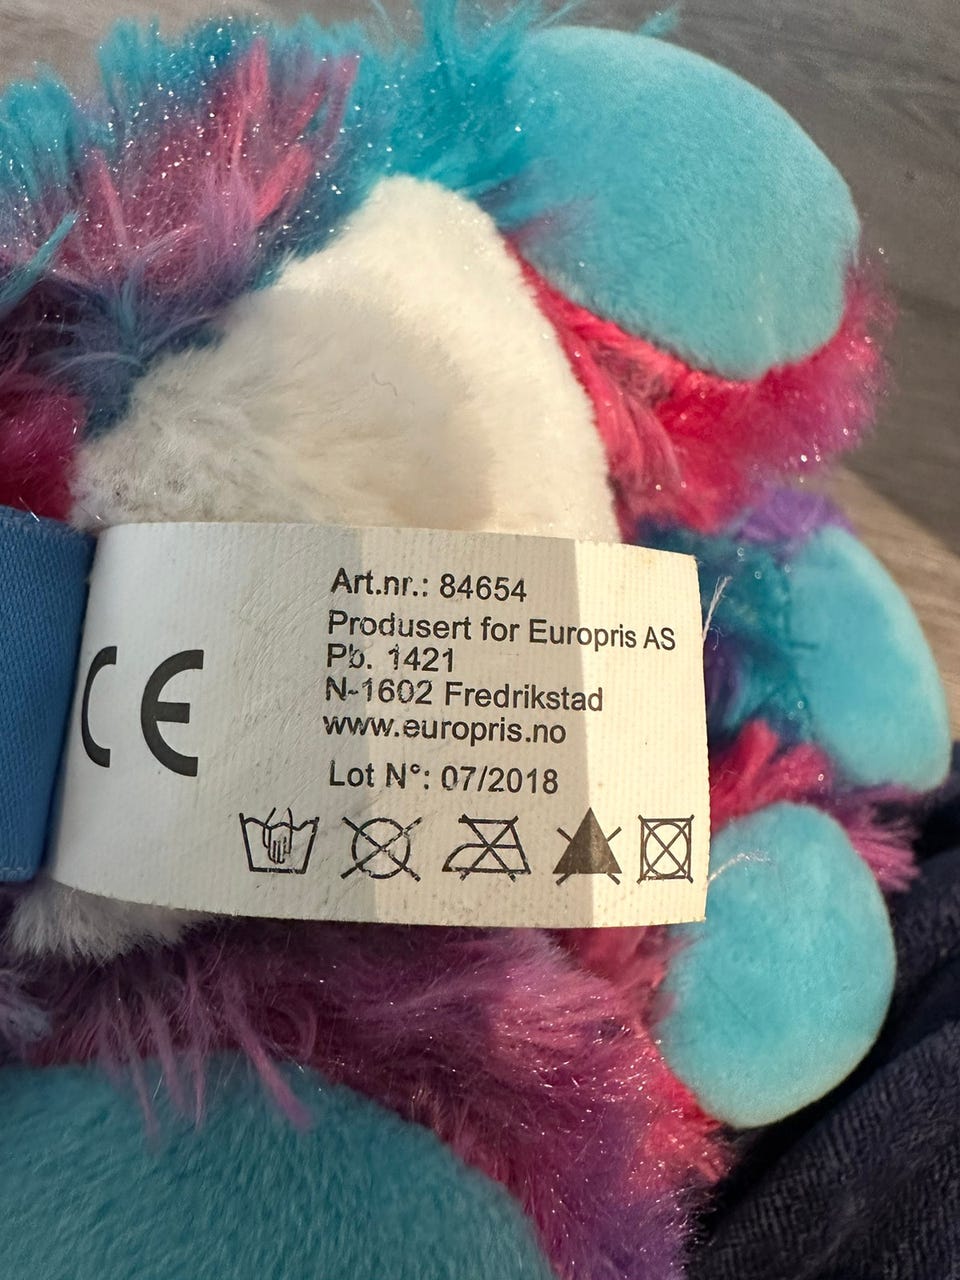 Art.nr.: 84654
Produsert for Europris AS
Pb. 1421
N-1602 Fredrikstad
www.europris.no
Lot N°: 07/2018
CE